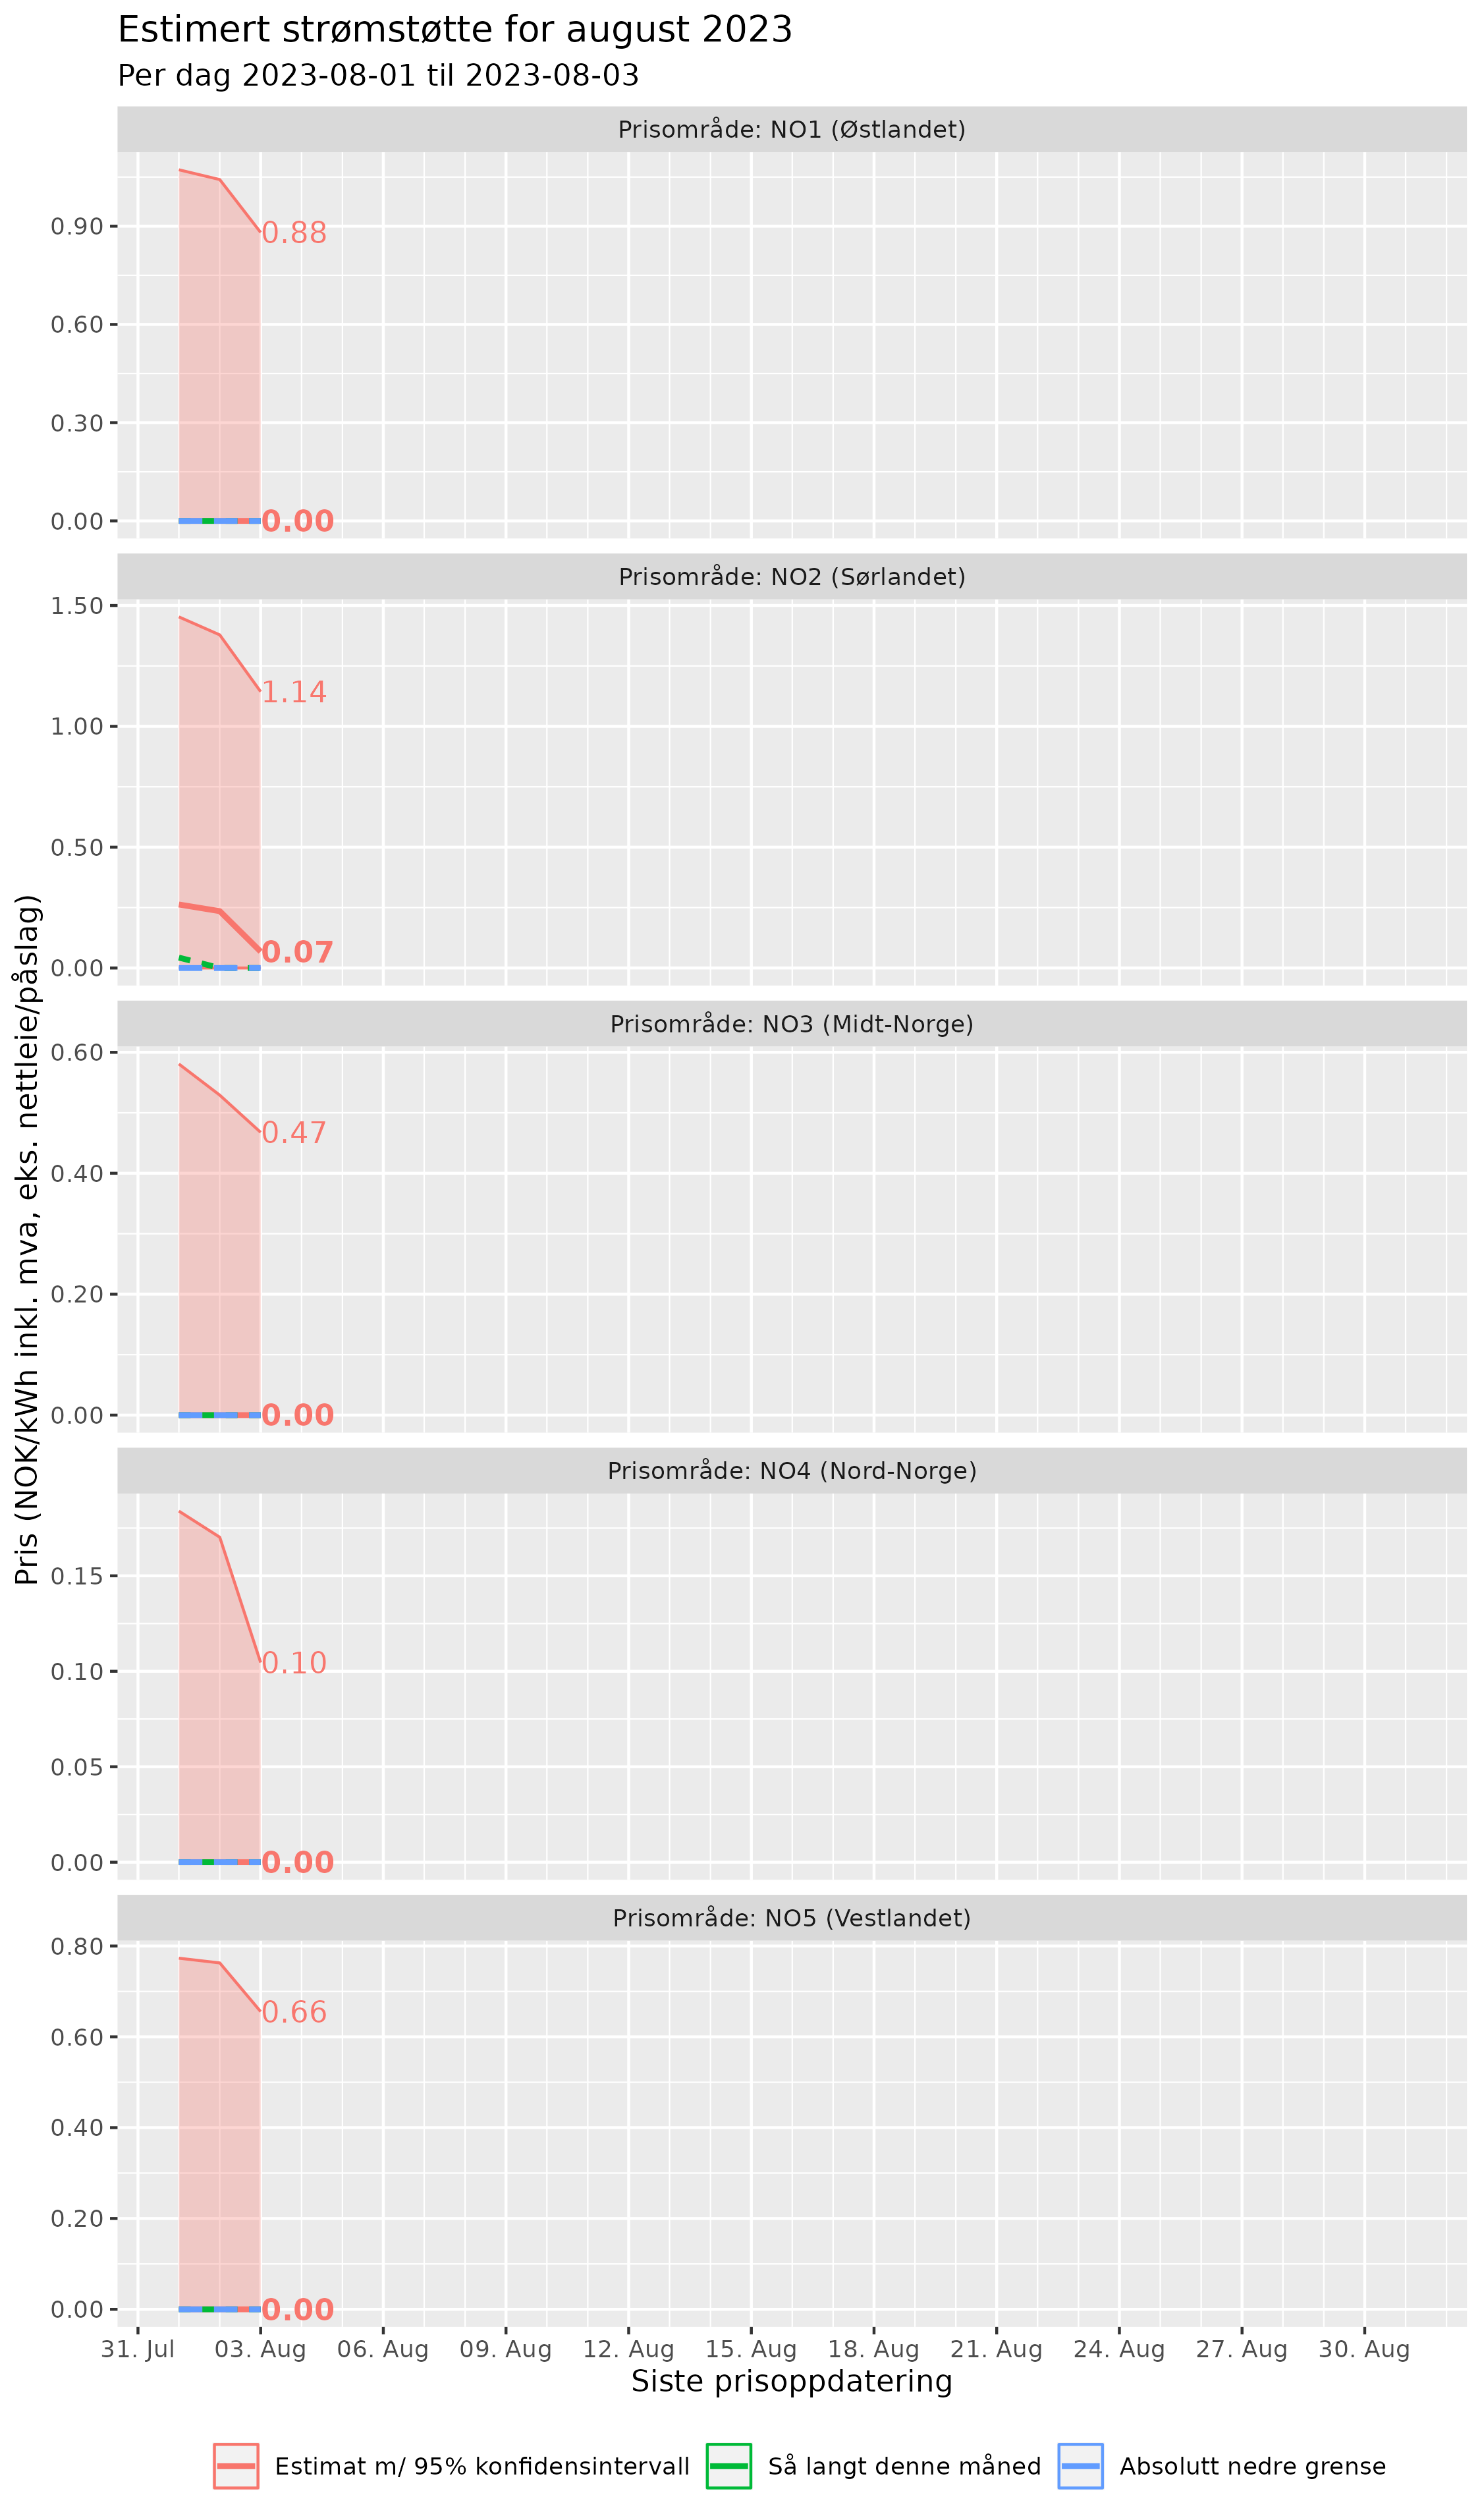 Estimert strømstøtte for august 2023
Per dag 2023-08-01 til 2023-08-03
Pris (NOK/kWh inkl. mva, eks. nettleie/påslag)
Prisområde: NO1 (Østlandet)
0.90
0.60
0.30
0.00
0.88
0.00
Prisområde: NO2 (Sørlandet)
1.50
1.00
0.50
0.00
1.14
0.07
Prisområde: NO3 (Midt-Norge)
0.60
0.40
0.20
0.00
0.47
0.00
Prisområde: NO4 (Nord-Norge)
0.15
0.10
0.05
0.00
0.10
0.00
Prisområde: NO5 (Vestlandet)
0.80
0.60
0.40
0.20
0.00
0.66
0.00
31. Jul 03. Aug 06. Aug 09. Aug 12. Aug 15. Aug 18. Aug 21. Aug 24. Aug 27. Aug 30. Aug
Siste prisoppdatering
Estimat m/ 95% konfidensintervall Så langt denne måned Absolutt nedre grense